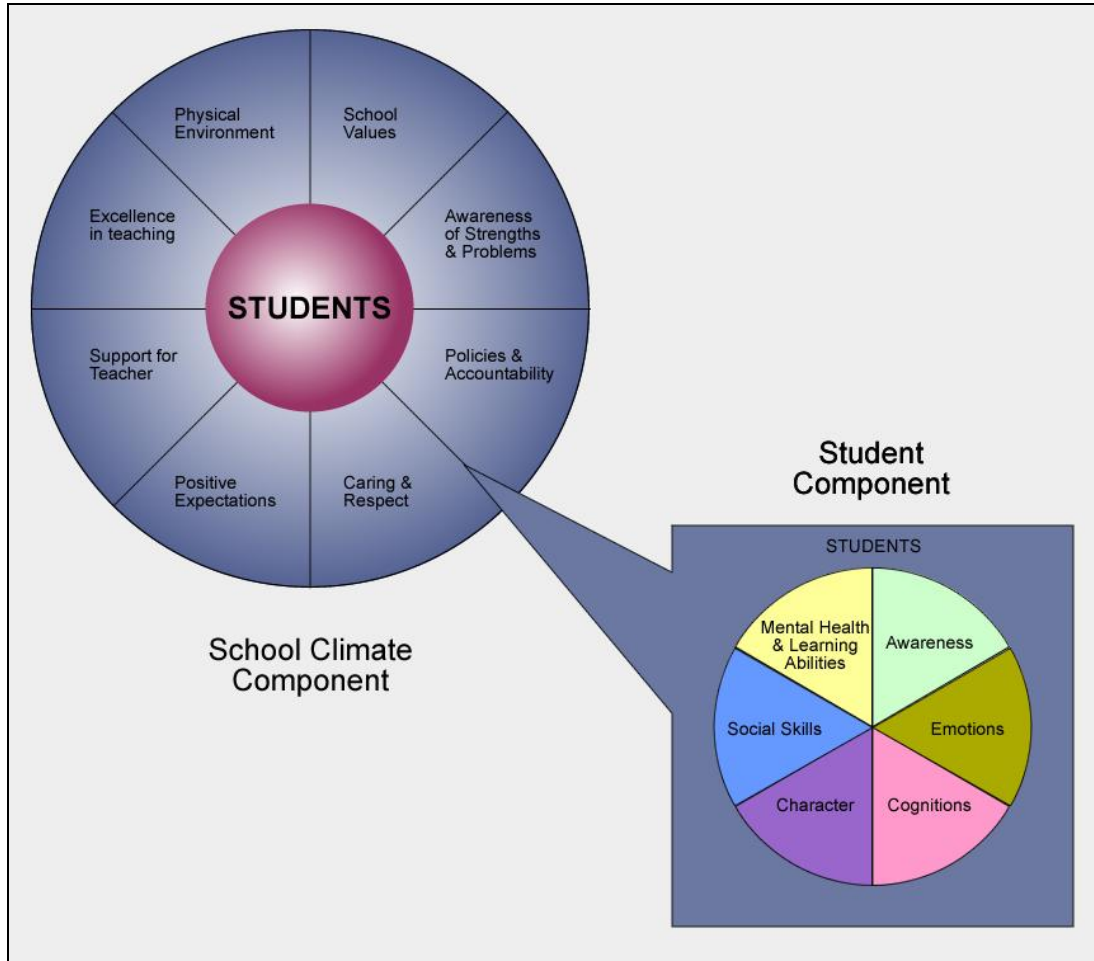 Physical
Environment
School
Values
Excellence
in teaching
Awareness
of Strengths
& Problems
STUDENTS
Support for
Teacher
Policies &
Accountability
Positive
Expectations
Caring &
Respect
School Climate
Component
Student
Component
STUDENTS
Mental Health
& Learning
Abilities
Awareness
Social Skills
Emotions
Character
Cognitions